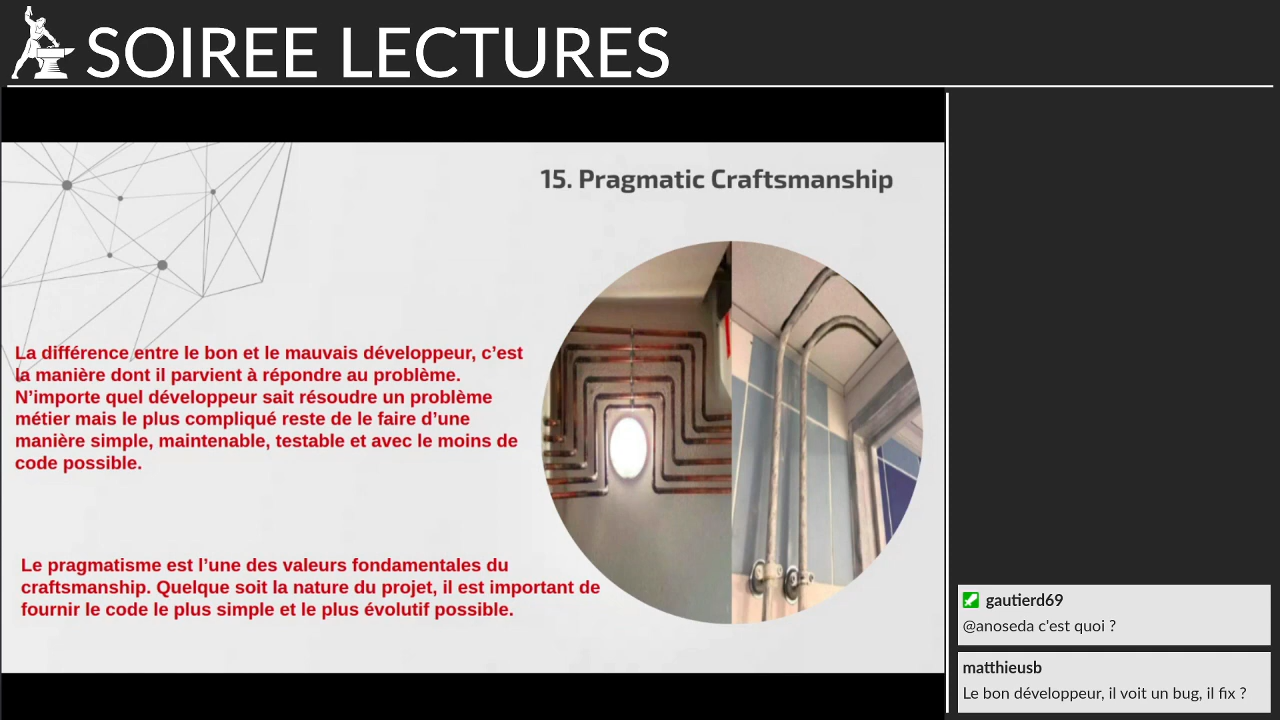 SOIREE LECTURES
15. Pragmatic Craftsmanship
La différence entre le bon et le mauvais développeur, c’est
la manière dont il parvient à répondre au problème.
N’importe quel développeur sait résoudre un problème
métier mais le plus compliqué reste de le faire d’une
manière simple, maintenable, testable et avec le moins de
code possible.
Le pragmatisme est l’une des valeurs fondamentales du
craftsmanship. Quelque soit la nature du projet, il est important de
fournir le code le plus simple et le plus évolutif possible.
gautierd69
@anoseda c'est quoi ?
matthieusb
Le bon développeur, il voit un bug, il fix ?